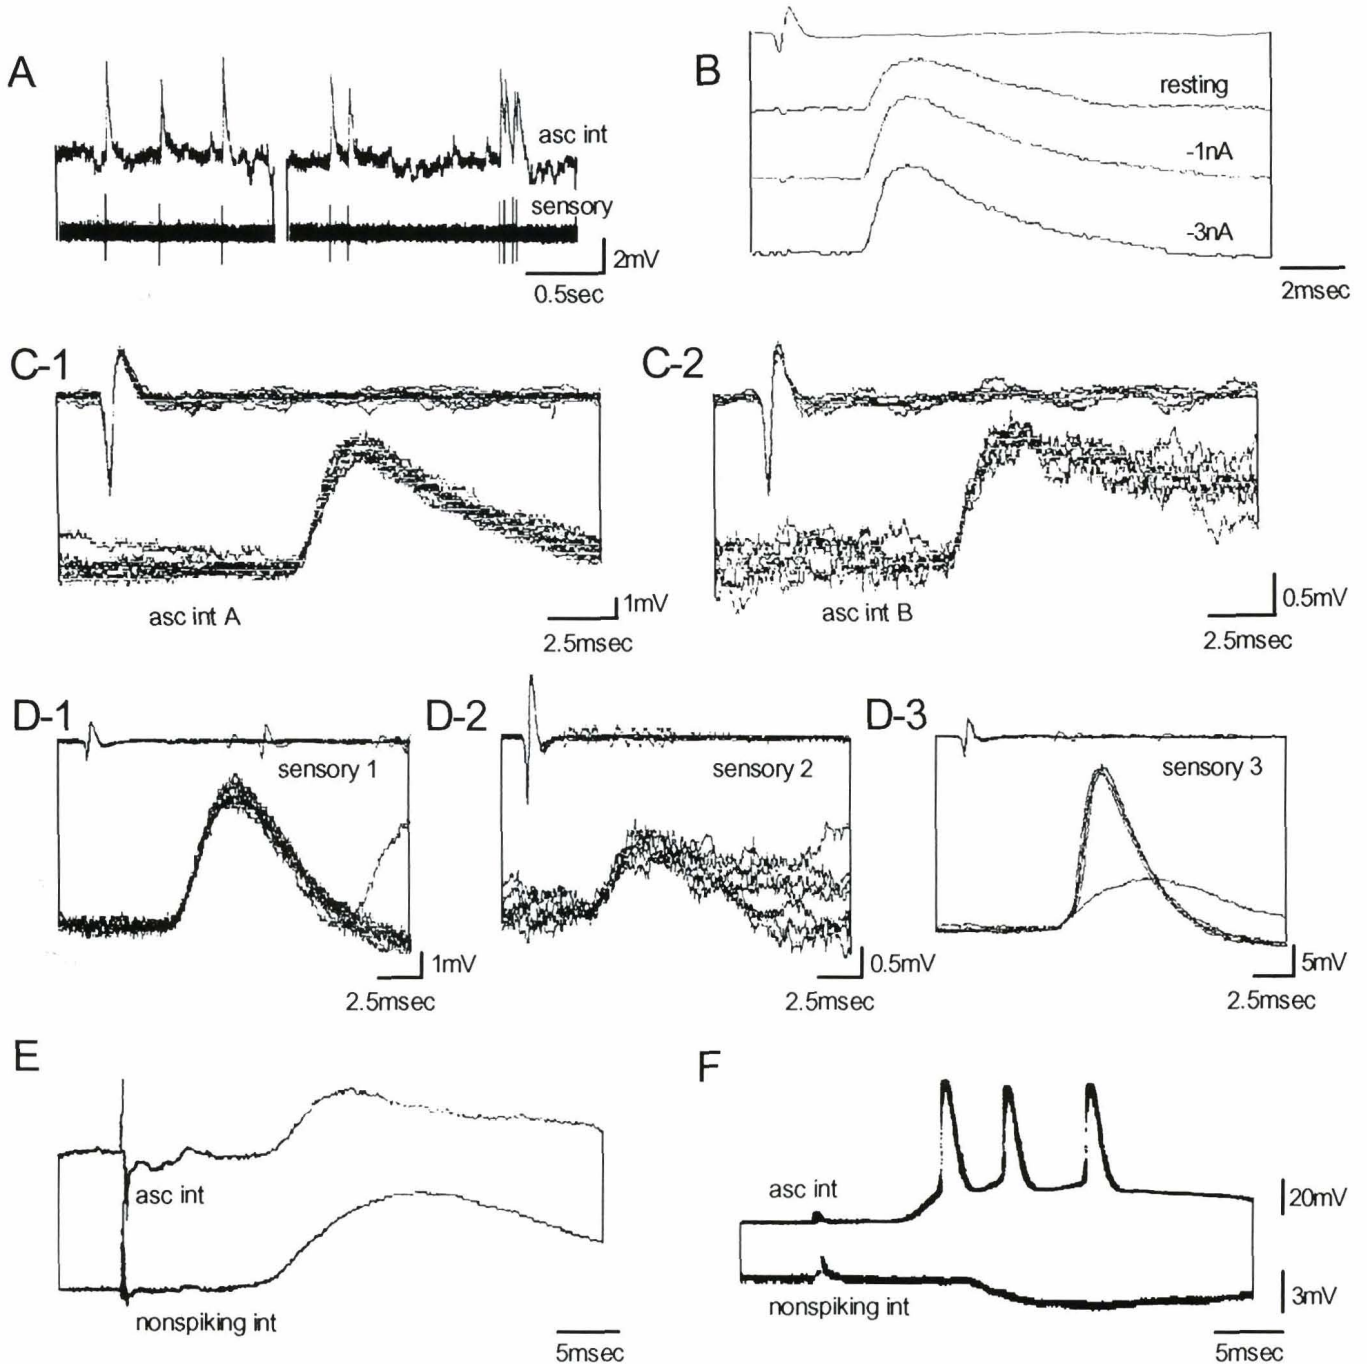 A
asc int
sensory
2mV
0.5sec
B
resting
-1nA
-3nA
2msec
C-1
asc int A
1mV
2.5msec
C-2
asc int B
0.5mV
2.5msec
D-1
sensory 1
1mV
2.5msec
D-2
sensory 2
0.5mV
2.5msec
D-3
sensory 3
5mV
2.5msec
E
asc int
nonspiking int
5msec
F
asc int
20mV
nonspiking int
3mV
5msec